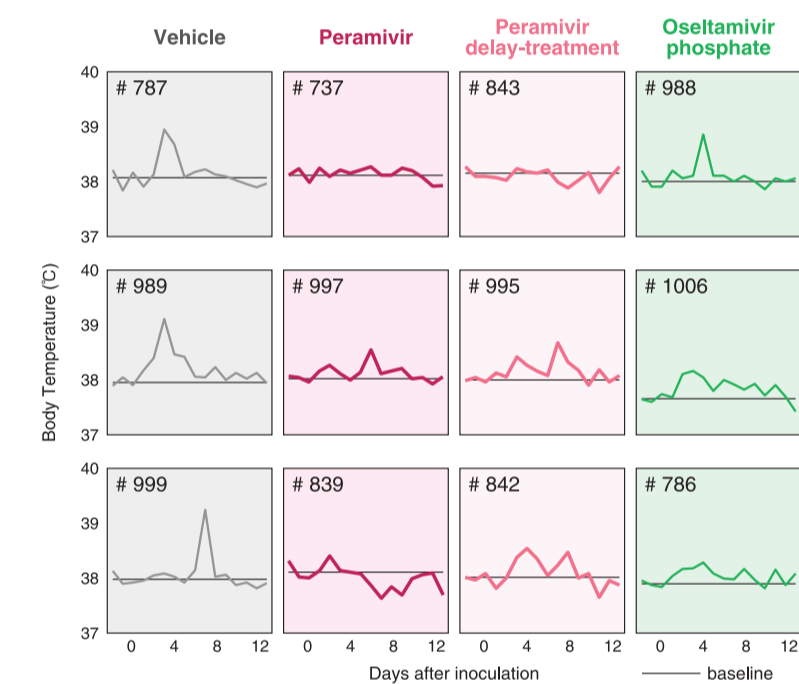 Vehicle
Peramivir
Peramivir
delay-treatment
Oseltamivir
phosphate
40
39
38
37
# 787
# 737
# 843
# 988
Body Temperature (℃)
40
39
38
37
# 989
# 997
# 995
# 1006
40
39
38
37
# 999
# 839
# 842
# 786
0 4 8 12
0 4 8 12
0 4 8 12
0 4 8 12
Days after inoculation
baseline